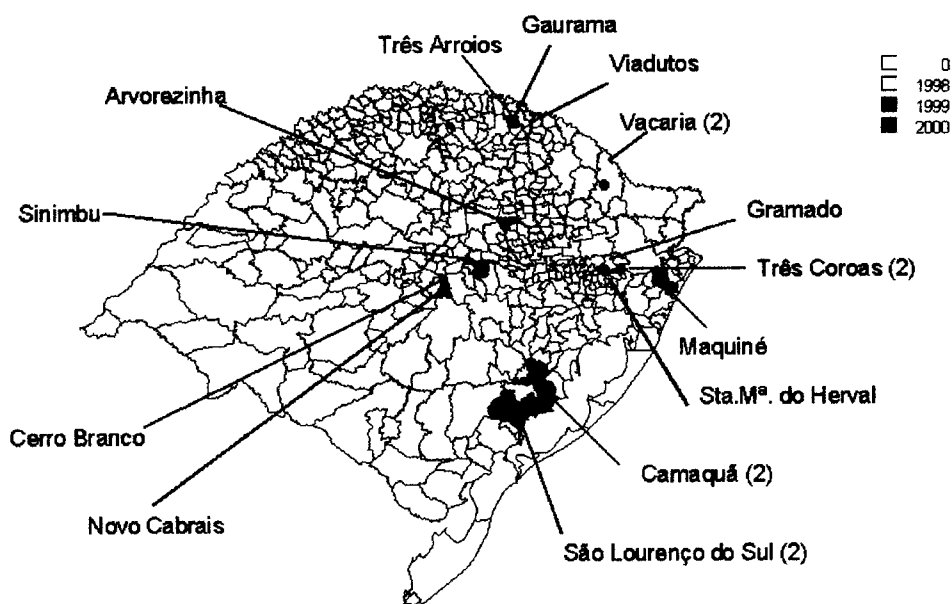 Gaurama
Três Arroios
Viadutos
0
1998
1999
2000
Arvorezinha
Vacaria (2)
Sinimbu
Gramado
Três Coroas (2)
Maquiné
Sta.Mª. do Herval
Cerro Branco
Camaquã (2)
Novo Cabrais
São Lourenço do Sul (2)